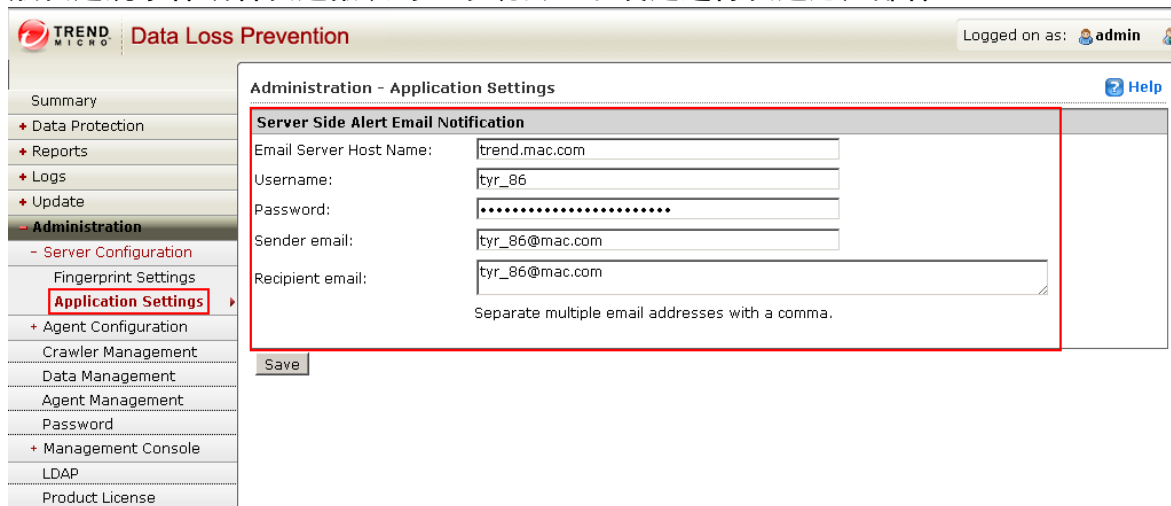 TREND MICRO Data Loss Prevention
Logged on as: admin
Summary
+ Data Protection
+ Reports
+ Logs
+ Update
- Administration
- Server Configuration
Fingerprint Settings
Application Settings
+ Agent Configuration
Crawler Management
Data Management
Agent Management
Password
+ Management Console
LDAP
Product License
Administration - Application Settings
Help
Server Side Alert Email Notification
Email Server Host Name: trend.mac.com
Username: tyr_86
Password: ••••••••••••••••••••••••
Sender email: tyr_86@mac.com
Recipient email: tyr_86@mac.com
Separate multiple email addresses with a comma.
Save